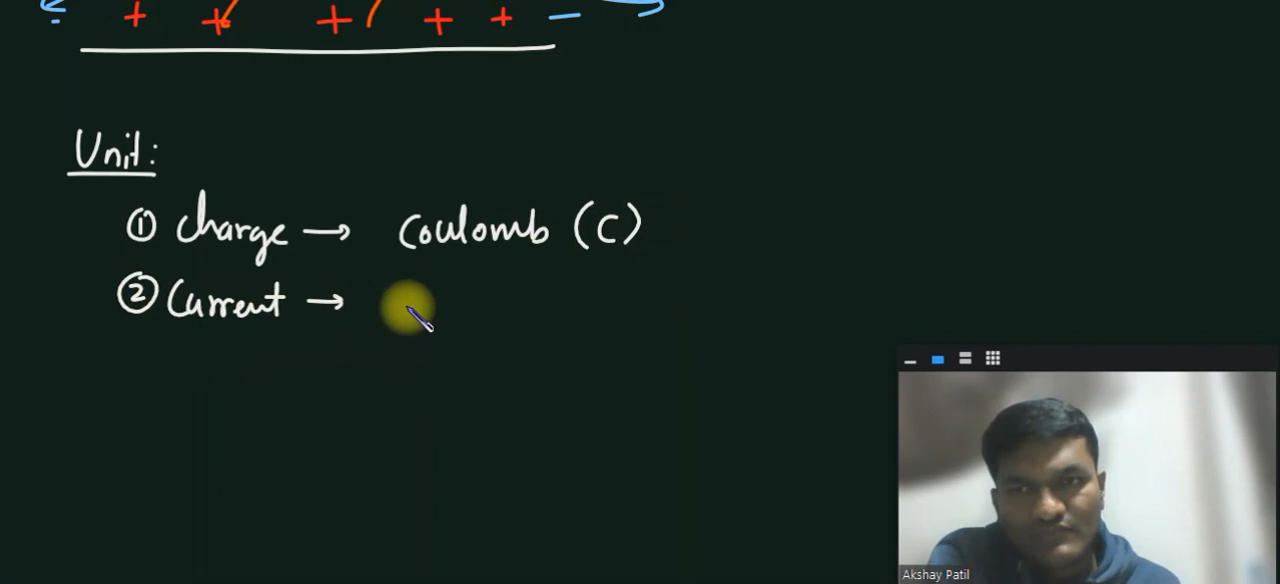 + + + + + −
Unit:
① Charge → Coulomb (C)
② Current →
Akshay Patil